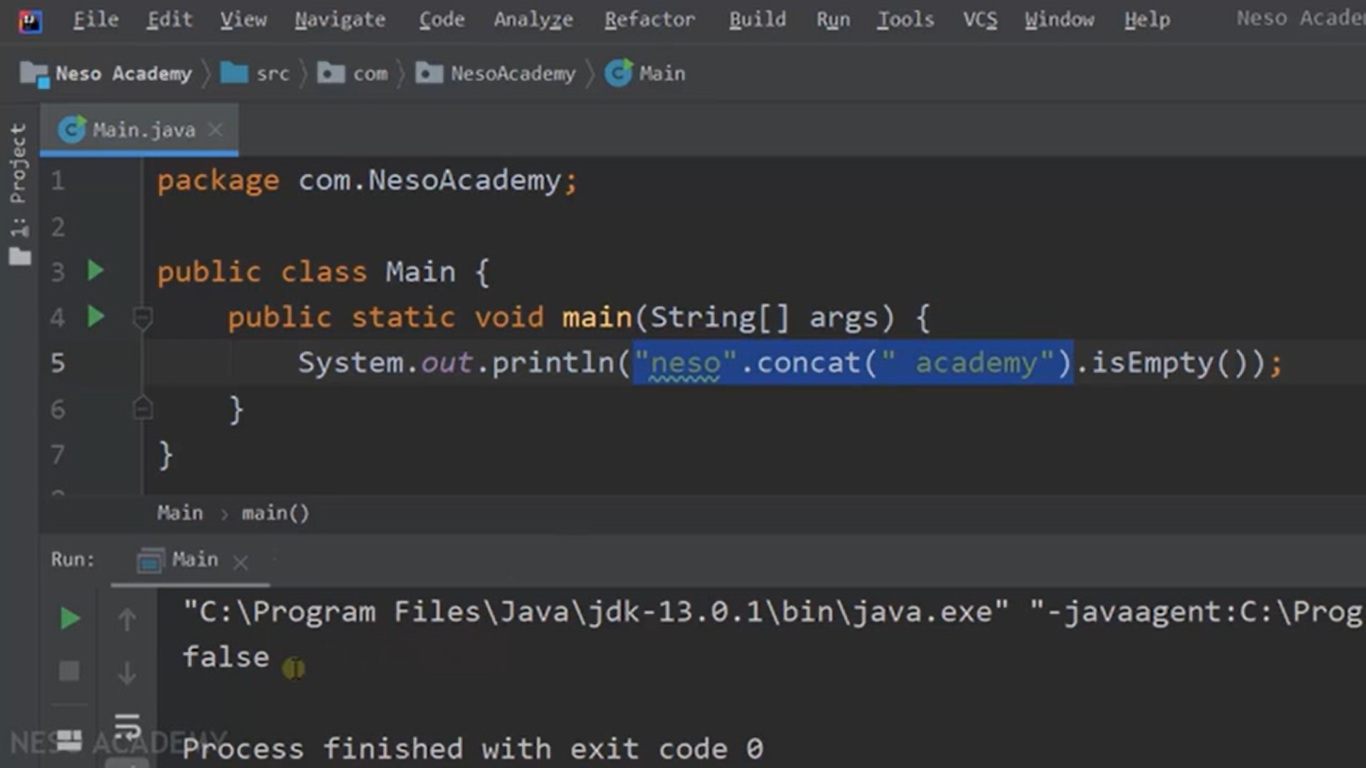 File Edit View Navigate Code Analyze Refactor Build Run Tools VCS Window Help Neso
Neso Academy src com NesoAcademy Main
Main.java
1: Project
1 package com.NesoAcademy;
2
3 public class Main {
4 public static void main(String[] args) {
5 System.out.println("neso".concat(" academy").isEmpty());
6 }
7 }
Main > main()
Run: Main
"C:\Program Files\Java\jdk-13.0.1\bin\java.exe" "-javaagent:C:\Prog
false
Process finished with exit code 0
NESO ACADEMY